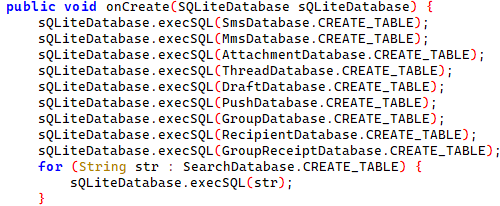 public void onCreate(SQLiteDatabase sQLiteDatabase) {
    sQLiteDatabase.execSQL(SmsDatabase.CREATE_TABLE);
    sQLiteDatabase.execSQL(MmsDatabase.CREATE_TABLE);
    sQLiteDatabase.execSQL(AttachmentDatabase.CREATE_TABLE);
    sQLiteDatabase.execSQL(ThreadDatabase.CREATE_TABLE);
    sQLiteDatabase.execSQL(DraftDatabase.CREATE_TABLE);
    sQLiteDatabase.execSQL(PushDatabase.CREATE_TABLE);
    sQLiteDatabase.execSQL(GroupDatabase.CREATE_TABLE);
    sQLiteDatabase.execSQL(RecipientDatabase.CREATE_TABLE);
    sQLiteDatabase.execSQL(GroupReceiptDatabase.CREATE_TABLE);
    for (String str : SearchDatabase.CREATE_TABLE) {
        sQLiteDatabase.execSQL(str);
    }